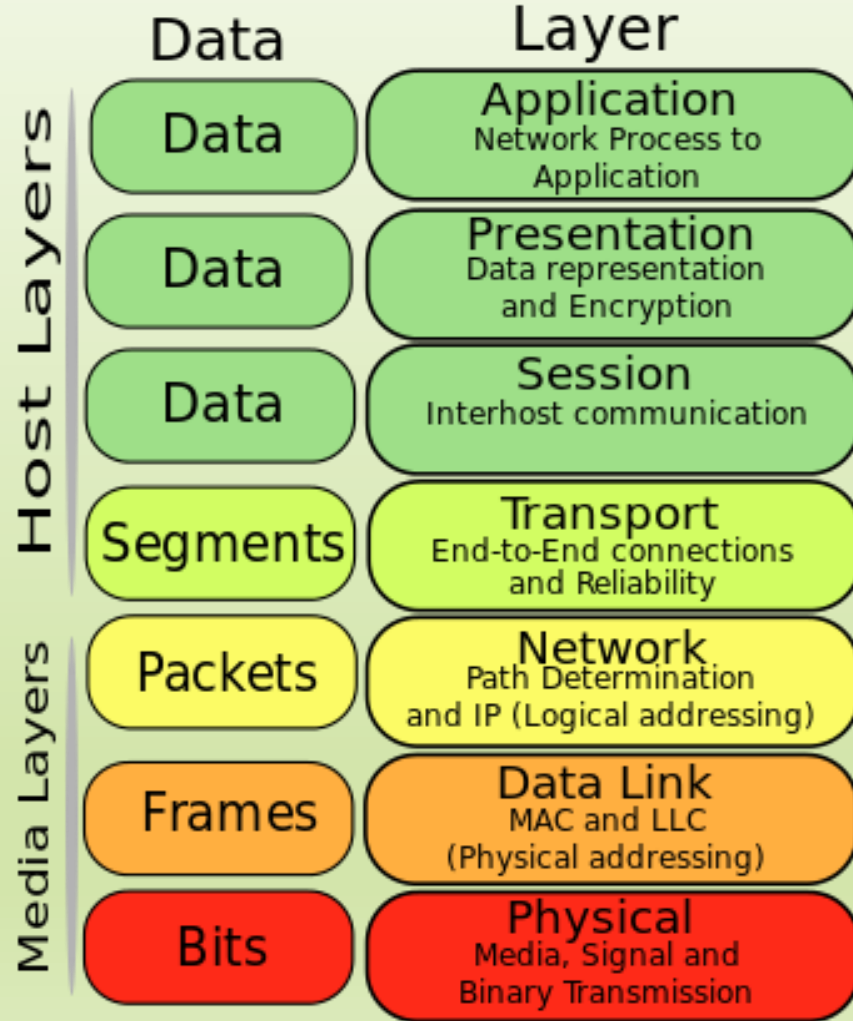 Data
Layer
Host Layers
Data
Application
Network Process to
Application
Data
Presentation
Data representation
and Encryption
Data
Session
Interhost communication
Segments
Transport
End-to-End connections
and Reliability
Media Layers
Packets
Network
Path Determination
and IP (Logical addressing)
Frames
Data Link
MAC and LLC
(Physical addressing)
Bits
Physical
Media, Signal and
Binary Transmission